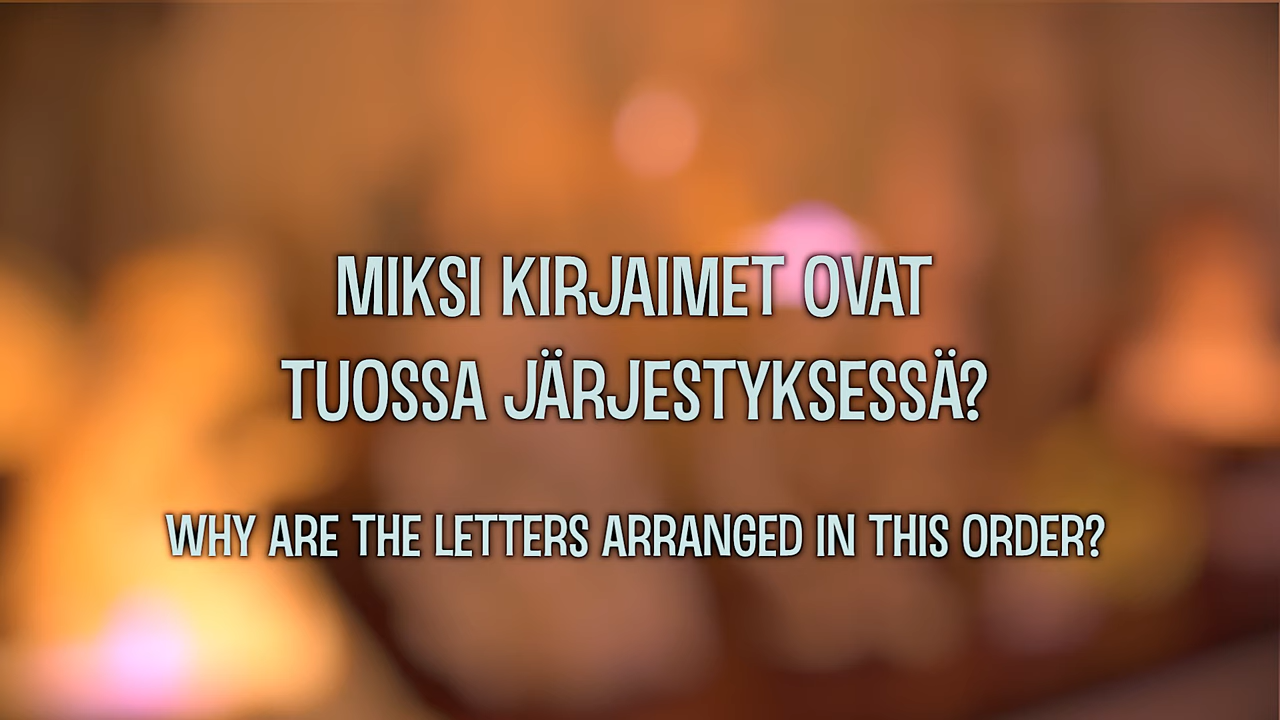 MIKSI KIRJAIMET OVAT
TUOSSA JÄRJESTYKSESSÄ?
WHY ARE THE LETTERS ARRANGED IN THIS ORDER?